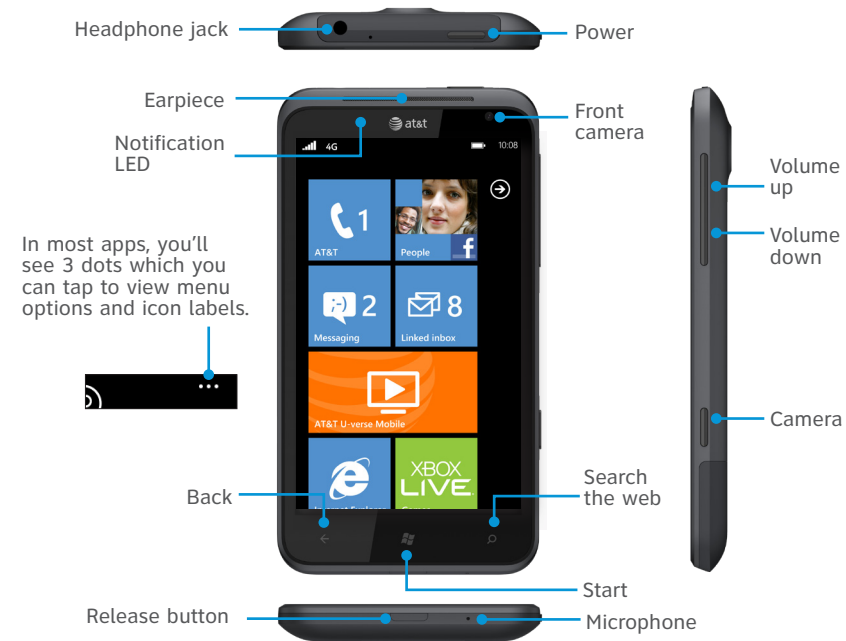 Headphone jack
Power
Earpiece
Front
camera
Notification
LED
at&t
4G
10:08
Volume
up
Volume
down
In most apps, you'll
see 3 dots which you
can tap to view menu
options and icon labels.
1
AT&T
People
f
;-) 2
Messaging
8
Linked inbox
AT&T U-verse Mobile
Internet Explorer
XBOX
LIVE
Games
Camera
Back
Search
the web
Start
Release button
Microphone